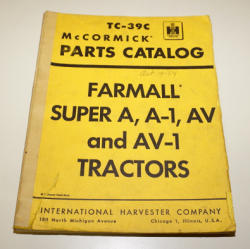 TC-39C
McCORMICK®
IH
PARTS CATALOG
FARMALL®
SUPER A, A-1, AV
and AV-1
TRACTORS
INTERNATIONAL HARVESTER COMPANY
180 North Michigan Avenue Chicago 1, Illinois, U.S.A.